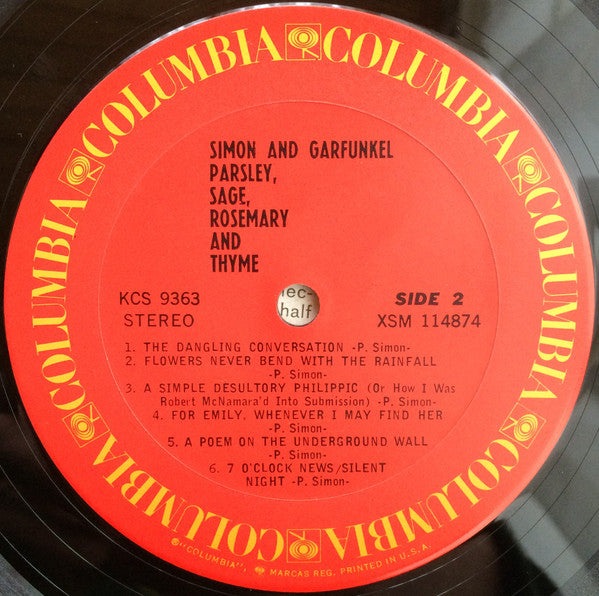 COLUMBIA COLUMBIA COLUMBIA COLUMBIA COLUMBIA COLUMBIA
SIMON AND GARFUNKEL
PARSLEY,
SAGE,
ROSEMARY
AND
THYME
KCS 9363
STEREO
lec-
half
SIDE 2
XSM 114874
1. THE DANGLING CONVERSATION -P. Simon-
2. FLOWERS NEVER BEND WITH THE RAINFALL
-P. Simon-
3. A SIMPLE DESULTORY PHILIPPIC (Or How I Was
Robert McNamara'd Into Submission) -P. Simon-
4. FOR EMILY, WHENEVER I MAY FIND HER
-P. Simon-
5. A POEM ON THE UNDERGROUND WALL
-P. Simon-
6. 7 O'CLOCK NEWS/SILENT
NIGHT -P. Simon-
"COLUMBIA", MARCAS REG. PRINTED IN U.S.A.